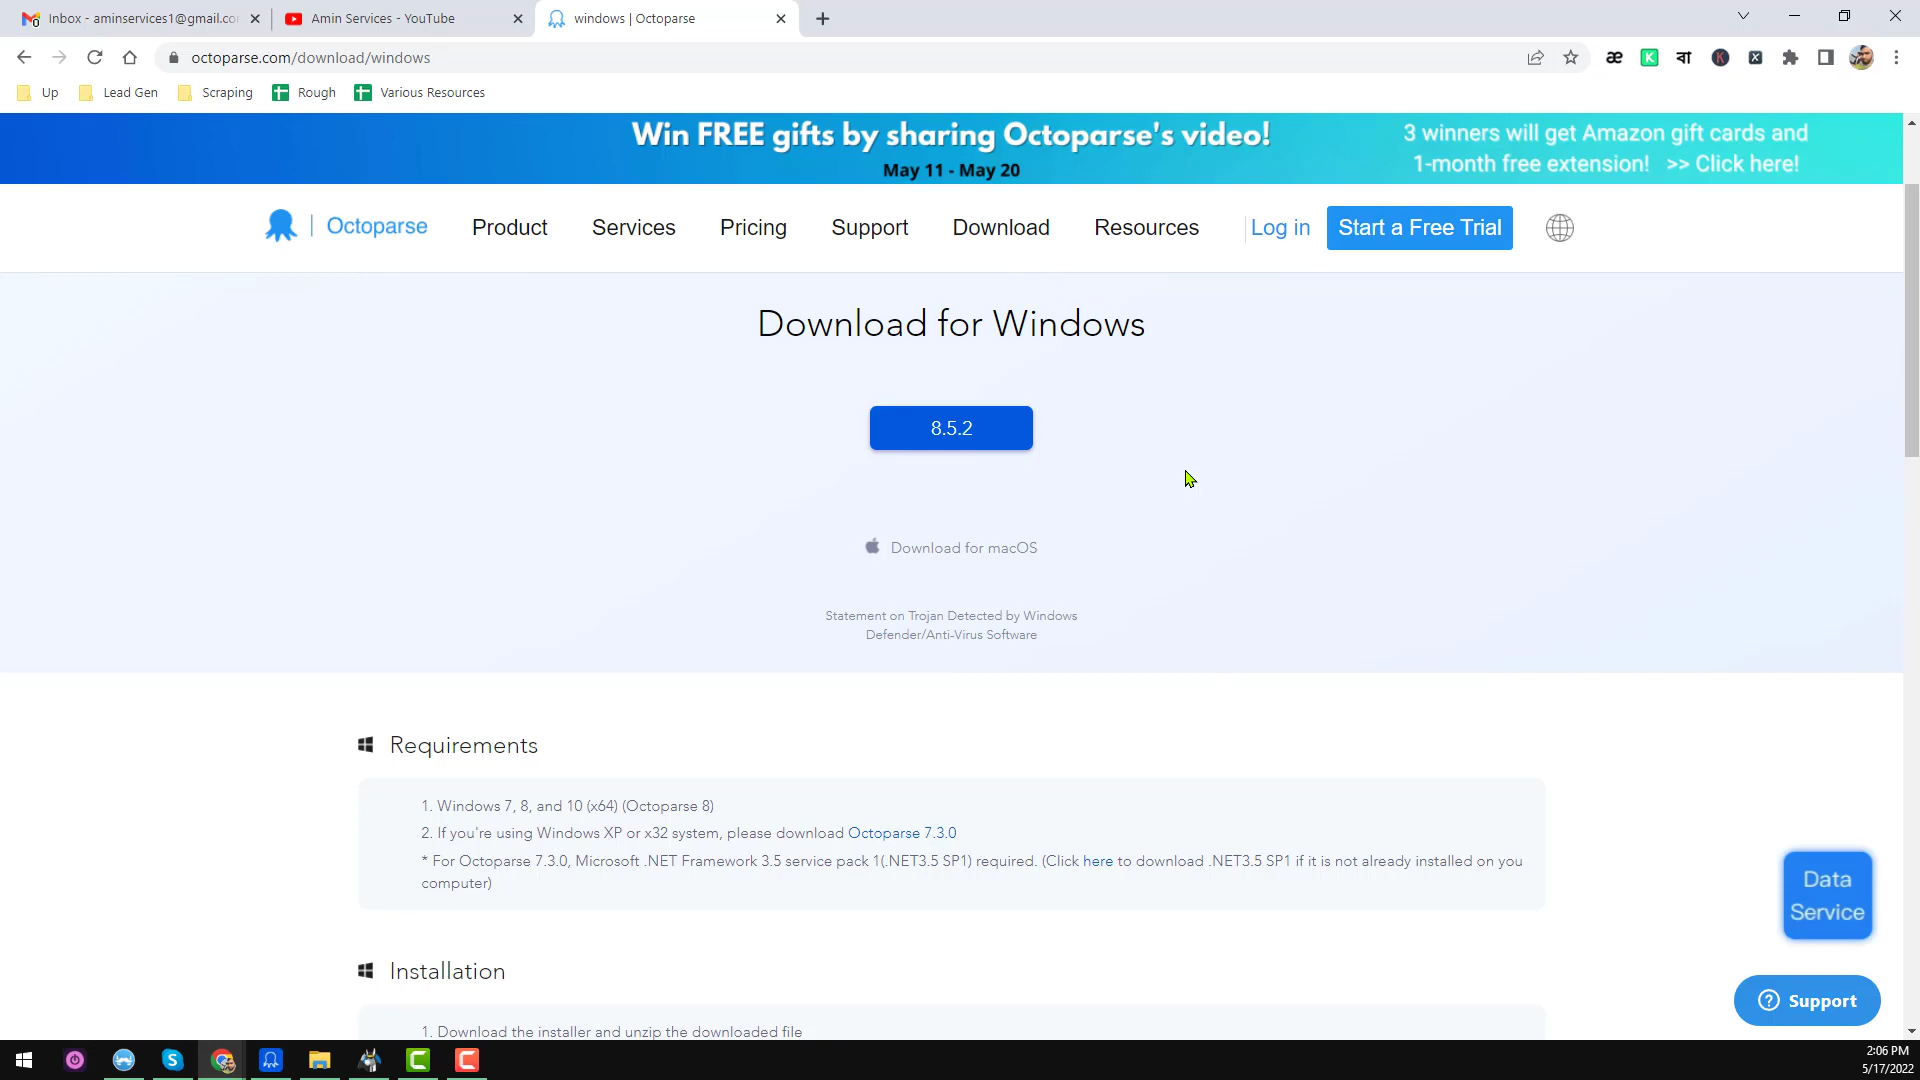 Inbox - aminservices1@gmail.co
Amin Services - YouTube
windows | Octoparse
octoparse.com/download/windows
Up
Lead Gen
Scraping
Rough
Various Resources
Win FREE gifts by sharing Octoparse's video!
May 11 - May 20
3 winners will get Amazon gift cards and
1-month free extension! >> Click here!
Octoparse
Product
Services
Pricing
Support
Download
Resources
Log in
Start a Free Trial
Download for Windows
8.5.2
Download for macOS
Statement on Trojan Detected by Windows
Defender/Anti-Virus Software
Requirements
1. Windows 7, 8, and 10 (x64) (Octoparse 8)
2. If you're using Windows XP or x32 system, please download Octoparse 7.3.0
* For Octoparse 7.3.0, Microsoft .NET Framework 3.5 service pack 1(.NET3.5 SP1) required. (Click here to download .NET3.5 SP1 if it is not already installed on you
computer)
Data
Service
Installation
Support
1. Download the installer and unzip the downloaded file
2:06 PM
5/17/2022